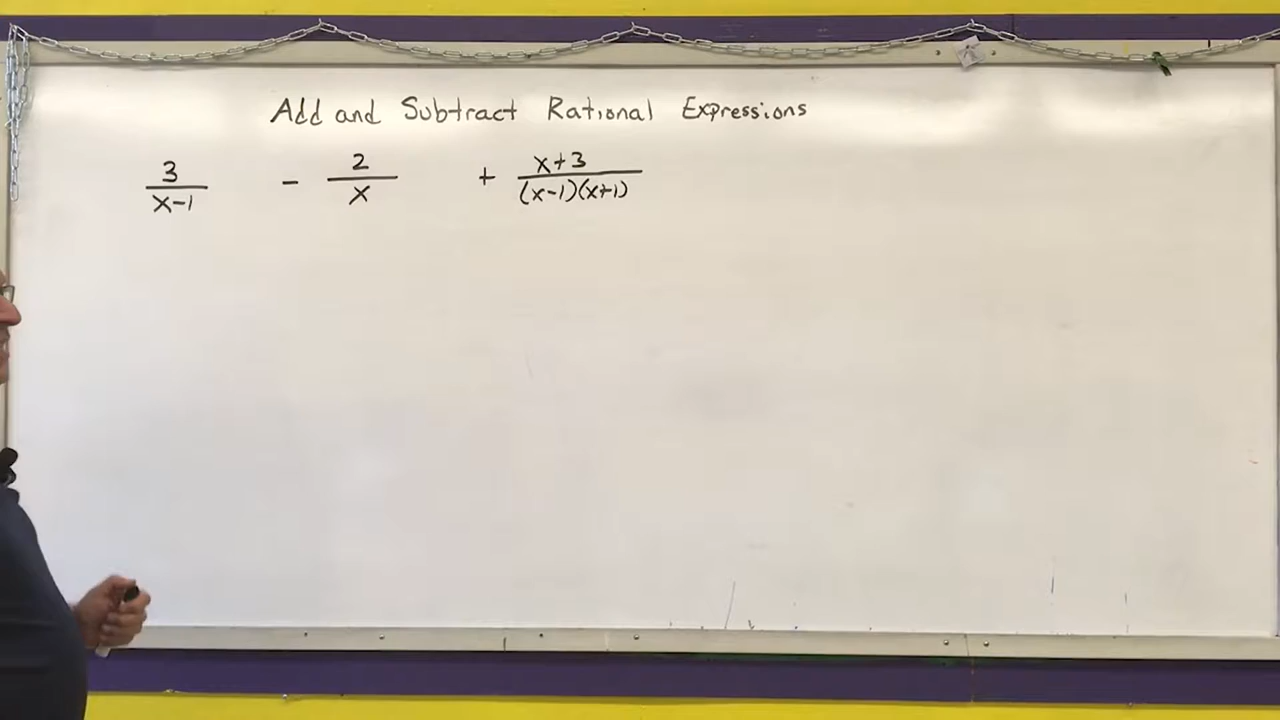 Add and Subtract Rational Expressions
3/(x-1) - 2/x + (x+3)/((x-1)(x+1))